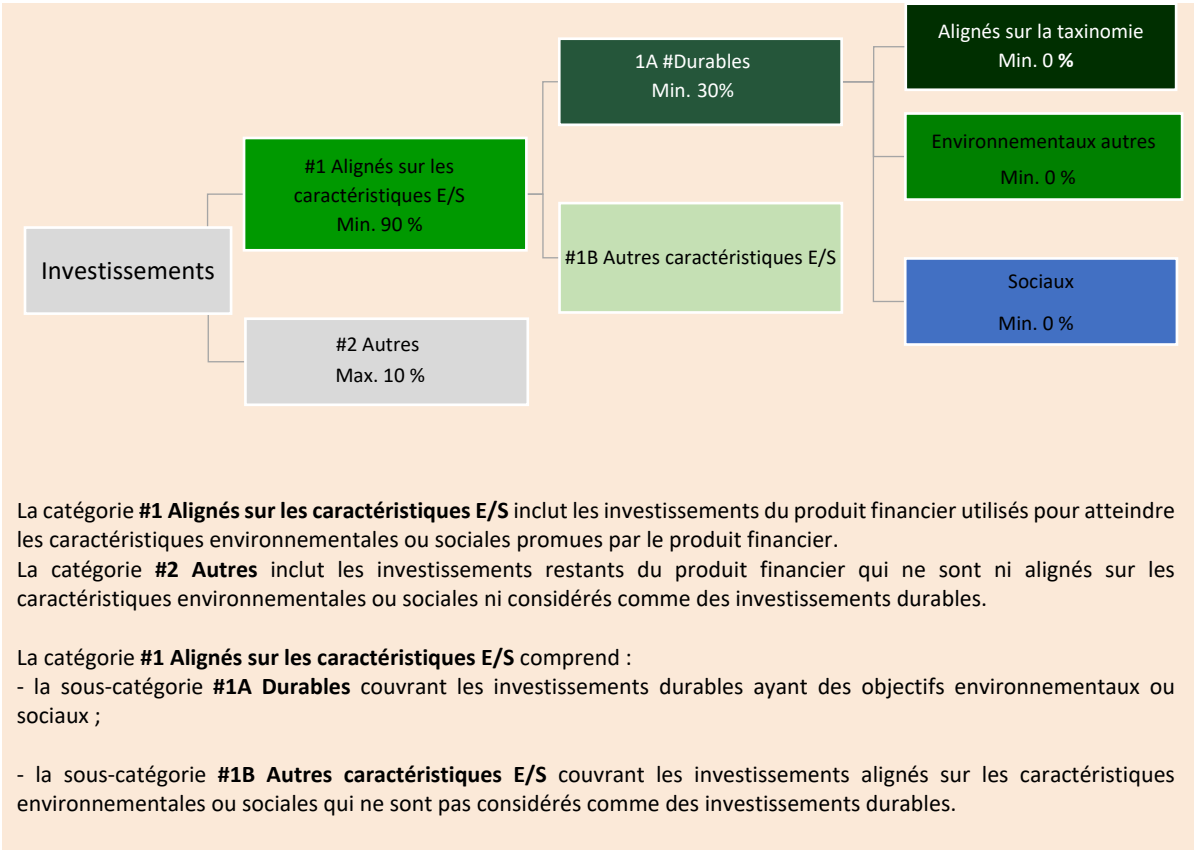 Investissements
#1 Alignés sur les
caractéristiques E/S
Min. 90 %
#2 Autres
Max. 10 %
1A #Durables
Min. 30%
#1B Autres caractéristiques E/S
Alignés sur la taxinomie
Min. 0 %
Environnementaux autres
Min. 0 %
Sociaux
Min. 0 %
La catégorie #1 Alignés sur les caractéristiques E/S inclut les investissements du produit financier utilisés pour atteindre
les caractéristiques environnementales ou sociales promues par le produit financier.
La catégorie #2 Autres inclut les investissements restants du produit financier qui ne sont ni alignés sur les
caractéristiques environnementales ou sociales ni considérés comme des investissements durables.
La catégorie #1 Alignés sur les caractéristiques E/S comprend :
- la sous-catégorie #1A Durables couvrant les investissements durables ayant des objectifs environnementaux ou
sociaux ;
- la sous-catégorie #1B Autres caractéristiques E/S couvrant les investissements alignés sur les caractéristiques
environnementales ou sociales qui ne sont pas considérés comme des investissements durables.